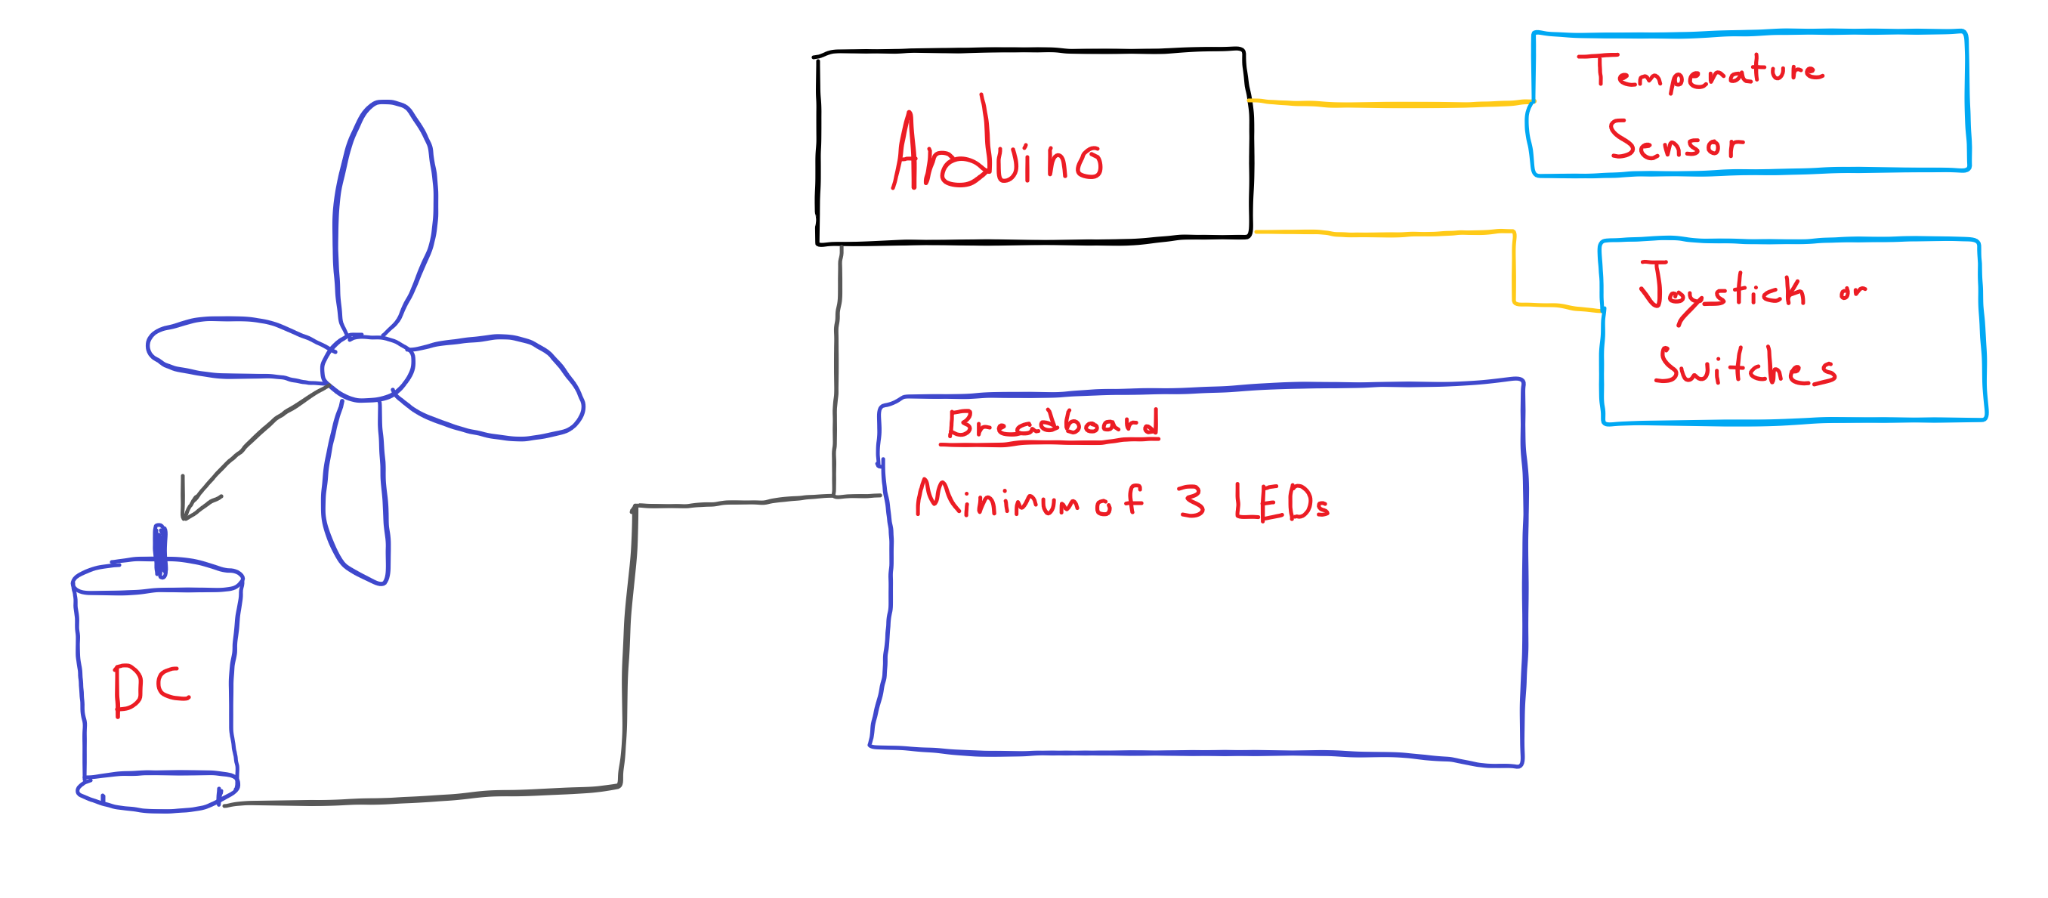 Arduino
Temperature
Sensor
Joystick or
Switches
Breadboard
Minimum of 3 LEDs
DC